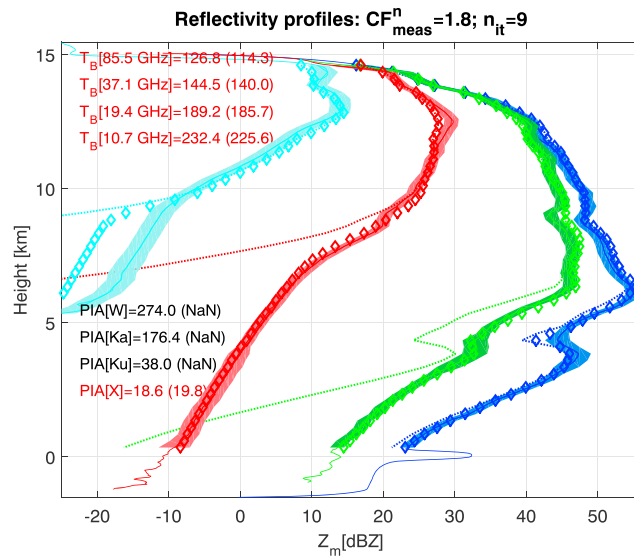 Reflectivity profiles: CF^n_meas=1.8; n_it=9
15
10
5
0
Height [km]
T_B[85.5 GHz]=126.8 (114.3)
T_B[37.1 GHz]=144.5 (140.0)
T_B[19.4 GHz]=189.2 (185.7)
T_B[10.7 GHz]=232.4 (225.6)
PIA[W]=274.0 (NaN)
PIA[Ka]=176.4 (NaN)
PIA[Ku]=38.0 (NaN)
PIA[X]=18.6 (19.8)
-20 -10 0 10 20 30 40 50
Z_m[dBZ]